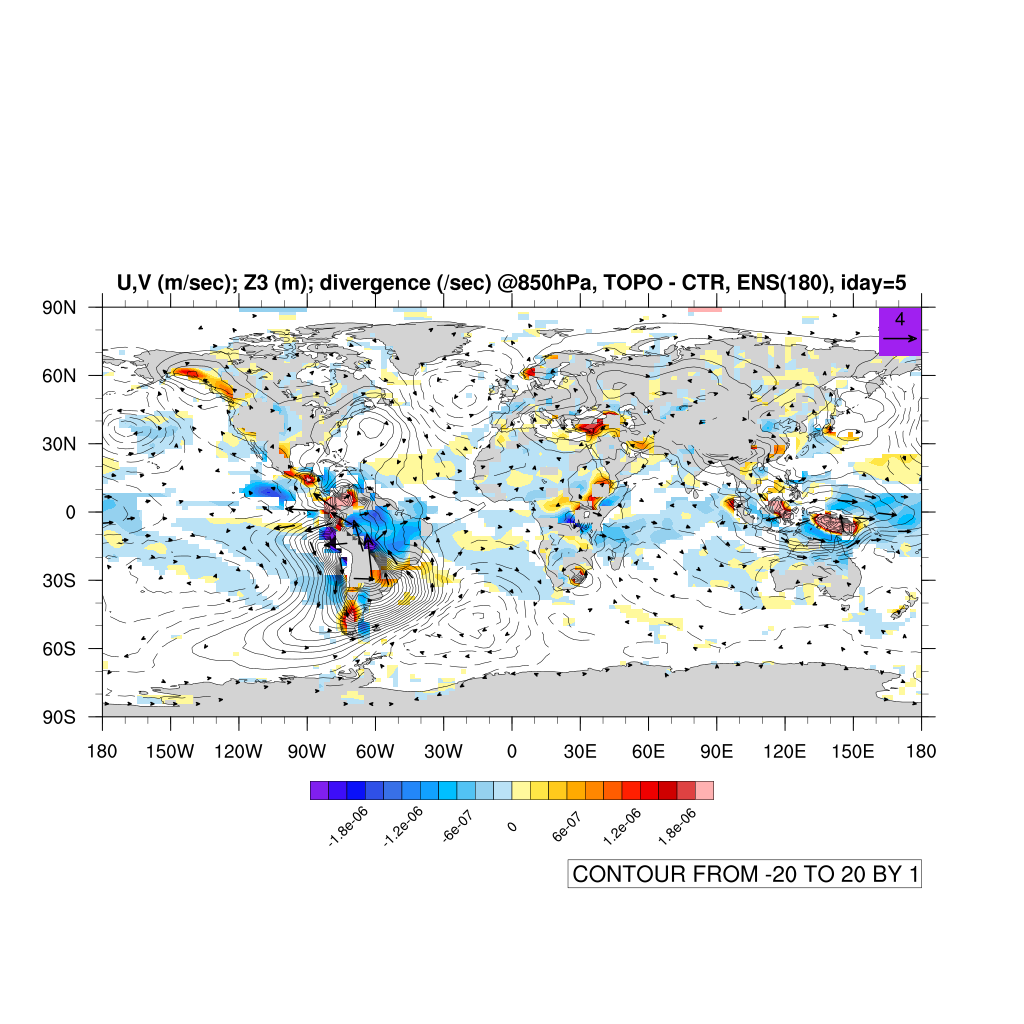 U,V (m/sec); Z3 (m); divergence (/sec) @850hPa, TOPO - CTR, ENS(180), iday=5
4
90N
60N
30N
0
30S
60S
90S
180 150W 120W 90W 60W 30W 0 30E 60E 90E 120E 150E 180
-1.8e-06 -1.2e-06 -6e-07 0 6e-07 1.2e-06 1.8e-06
CONTOUR FROM -20 TO 20 BY 1